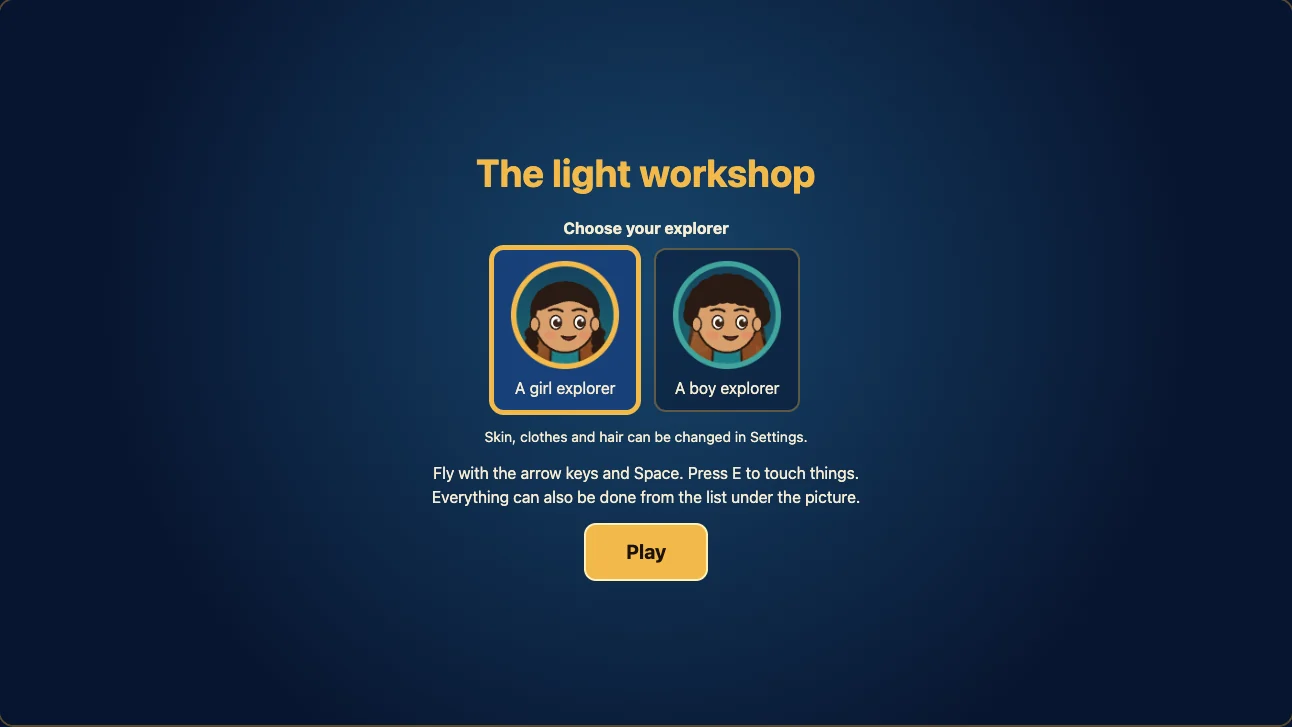 The light workshop
Choose your explorer
A girl explorer
A boy explorer
Skin, clothes and hair can be changed in Settings.
Fly with the arrow keys and Space. Press E to touch things.
Everything can also be done from the list under the picture.
Play